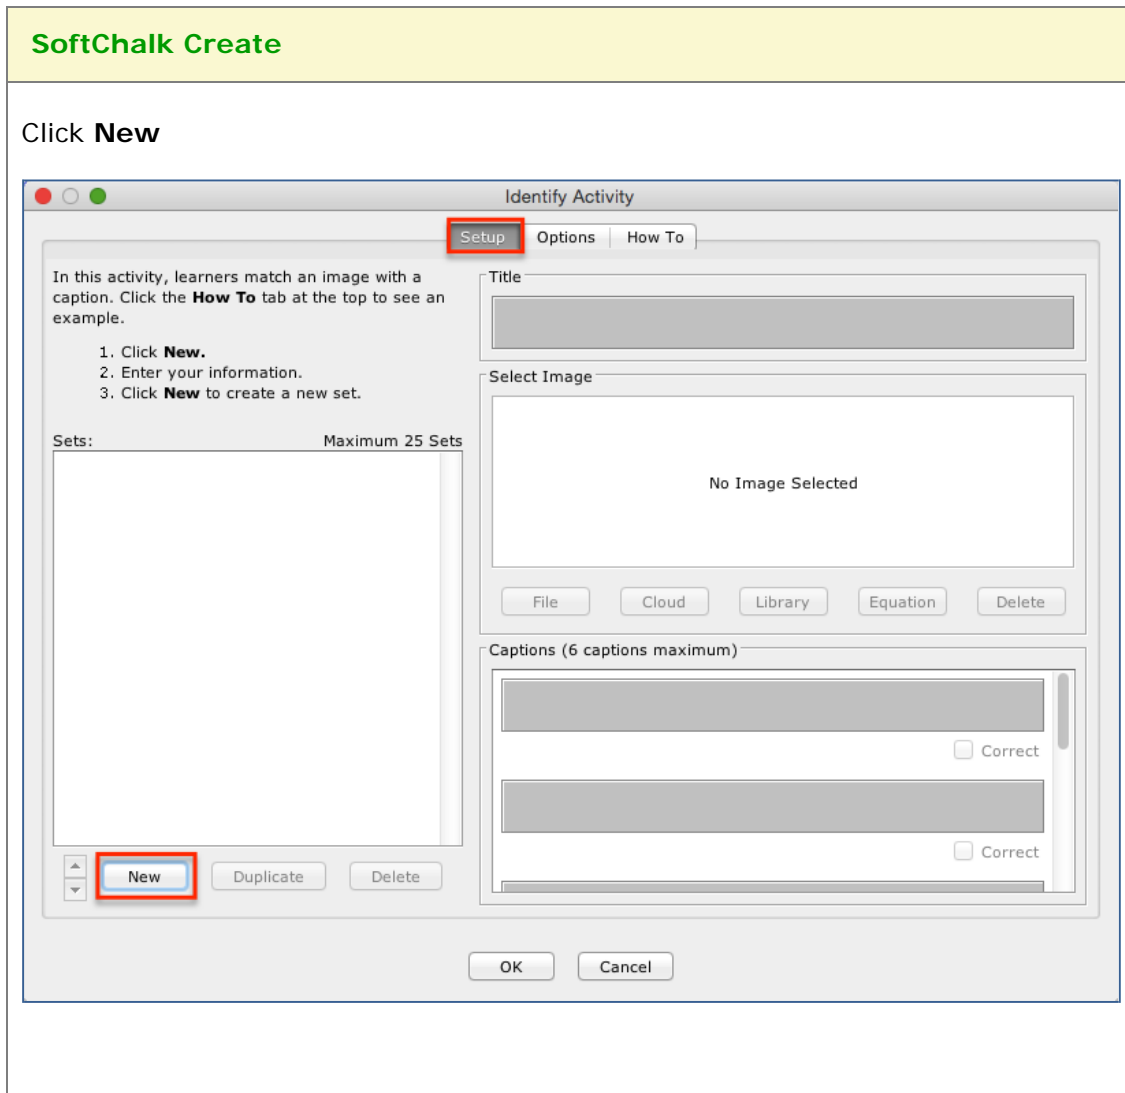 SoftChalk Create
Click New
Identify Activity
Setup Options How To
In this activity, learners match an image with a
caption. Click the How To tab at the top to see an
example.
1. Click New.
2. Enter your information.
3. Click New to create a new set.
Sets: Maximum 25 Sets
New Duplicate Delete
Title
Select Image
No Image Selected
File Cloud Library Equation Delete
Captions (6 captions maximum)
Correct
Correct
OK Cancel